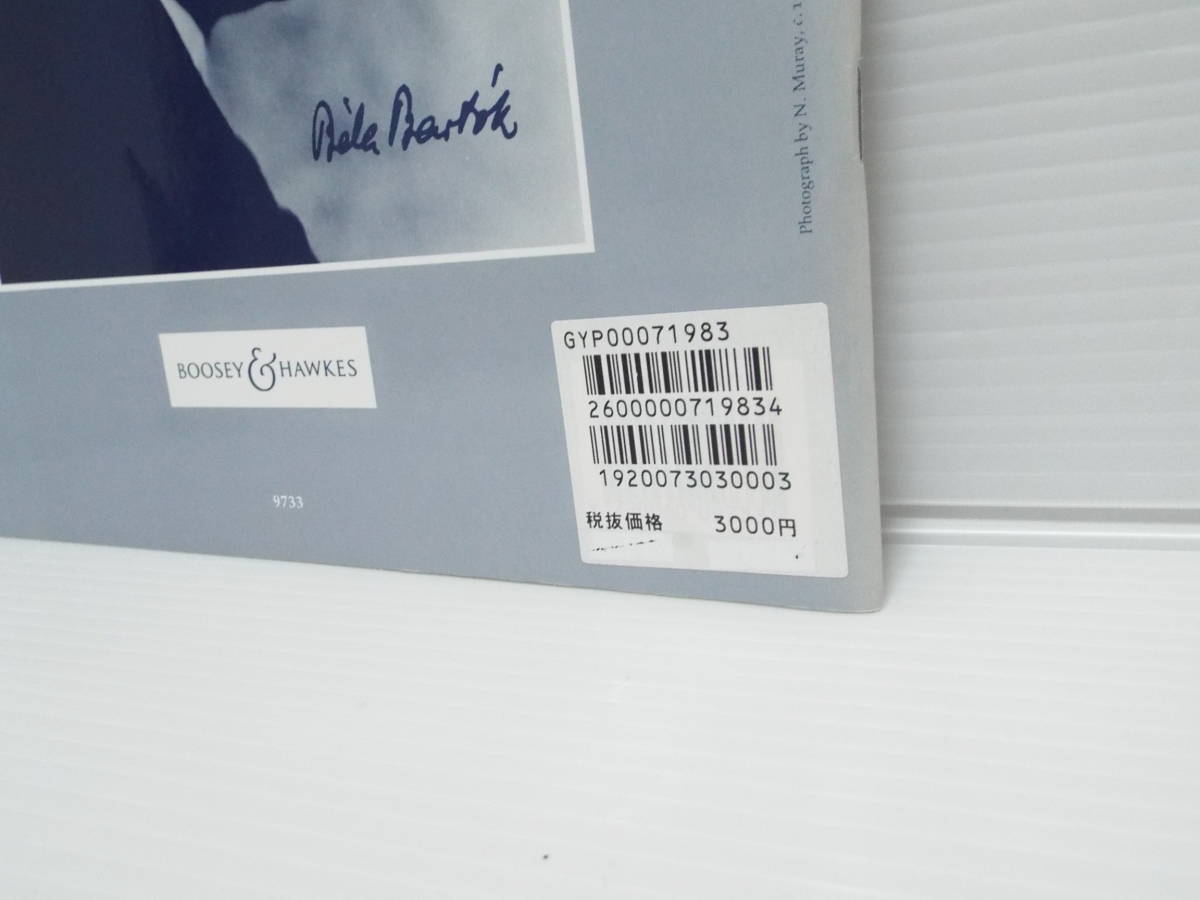 Béla Bartók
Photograph by N. Muray, c. 1
BOOSEY & HAWKES
9733
GYP00071983
2600000719834
1920073030003
税抜価格 3000円